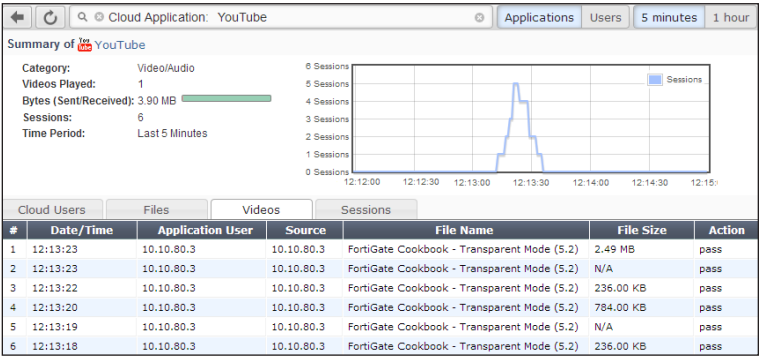 Cloud Application: YouTube Applications Users 5 minutes 1 hour
Summary of You Tube YouTube
Category: Video/Audio
Videos Played: 1
Bytes (Sent/Received): 3.90 MB
Sessions: 6
Time Period: Last 5 Minutes
6 Sessions
5 Sessions
4 Sessions
3 Sessions
2 Sessions
1 Sessions
0 Sessions
Sessions
12:12:00 12:12:30 12:13:00 12:13:30 12:14:00 12:14:30 12:15:
Cloud Users Files Videos Sessions
# Date/Time Application User Source File Name File Size Action
1 12:13:23 10.10.80.3 10.10.80.3 FortiGate Cookbook - Transparent Mode (5.2) 2.49 MB pass
2 12:13:23 10.10.80.3 10.10.80.3 FortiGate Cookbook - Transparent Mode (5.2) N/A pass
3 12:13:22 10.10.80.3 10.10.80.3 FortiGate Cookbook - Transparent Mode (5.2) 236.00 KB pass
4 12:13:20 10.10.80.3 10.10.80.3 FortiGate Cookbook - Transparent Mode (5.2) 784.00 KB pass
5 12:13:19 10.10.80.3 10.10.80.3 FortiGate Cookbook - Transparent Mode (5.2) N/A pass
6 12:13:18 10.10.80.3 10.10.80.3 FortiGate Cookbook - Transparent Mode (5.2) 236.00 KB pass